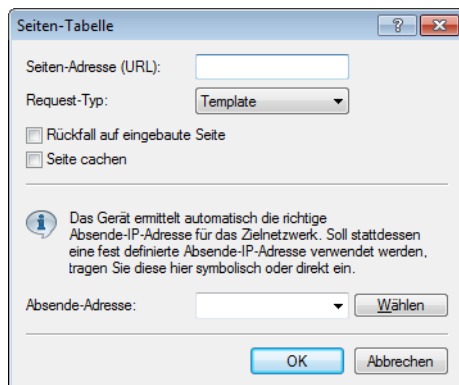 Seiten-Tabelle
Seiten-Adresse (URL):
Request-Typ: Template
Rückfall auf eingebaute Seite
Seite cachen
Das Gerät ermittelt automatisch die richtige
Absende-IP-Adresse für das Zielnetzwerk. Soll stattdessen
eine fest definierte Absende-IP-Adresse verwendet werden,
tragen Sie diese hier symbolisch oder direkt ein.
Absende-Adresse: Wählen
OK Abbrechen